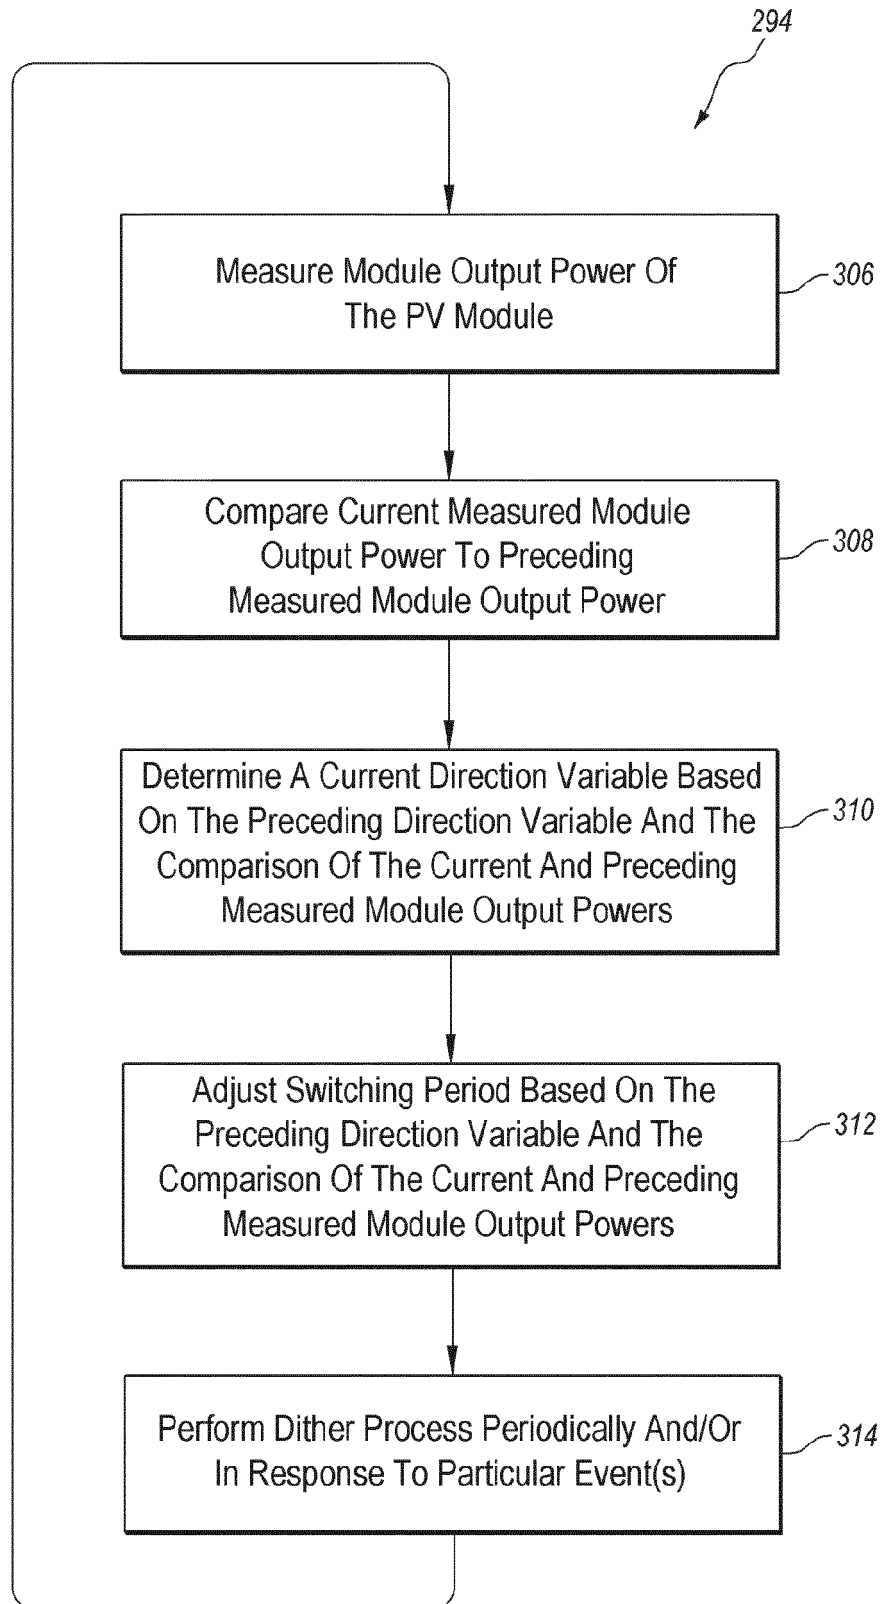 294
Measure Module Output Power Of
The PV Module
306
Compare Current Measured Module
Output Power To Preceding
Measured Module Output Power
308
Determine A Current Direction Variable Based
On The Preceding Direction Variable And The
Comparison Of The Current And Preceding
Measured Module Output Powers
310
Adjust Switching Period Based On The
Preceding Direction Variable And The
Comparison Of The Current And Preceding
Measured Module Output Powers
312
Perform Dither Process Periodically And/Or
In Response To Particular Event(s)
314